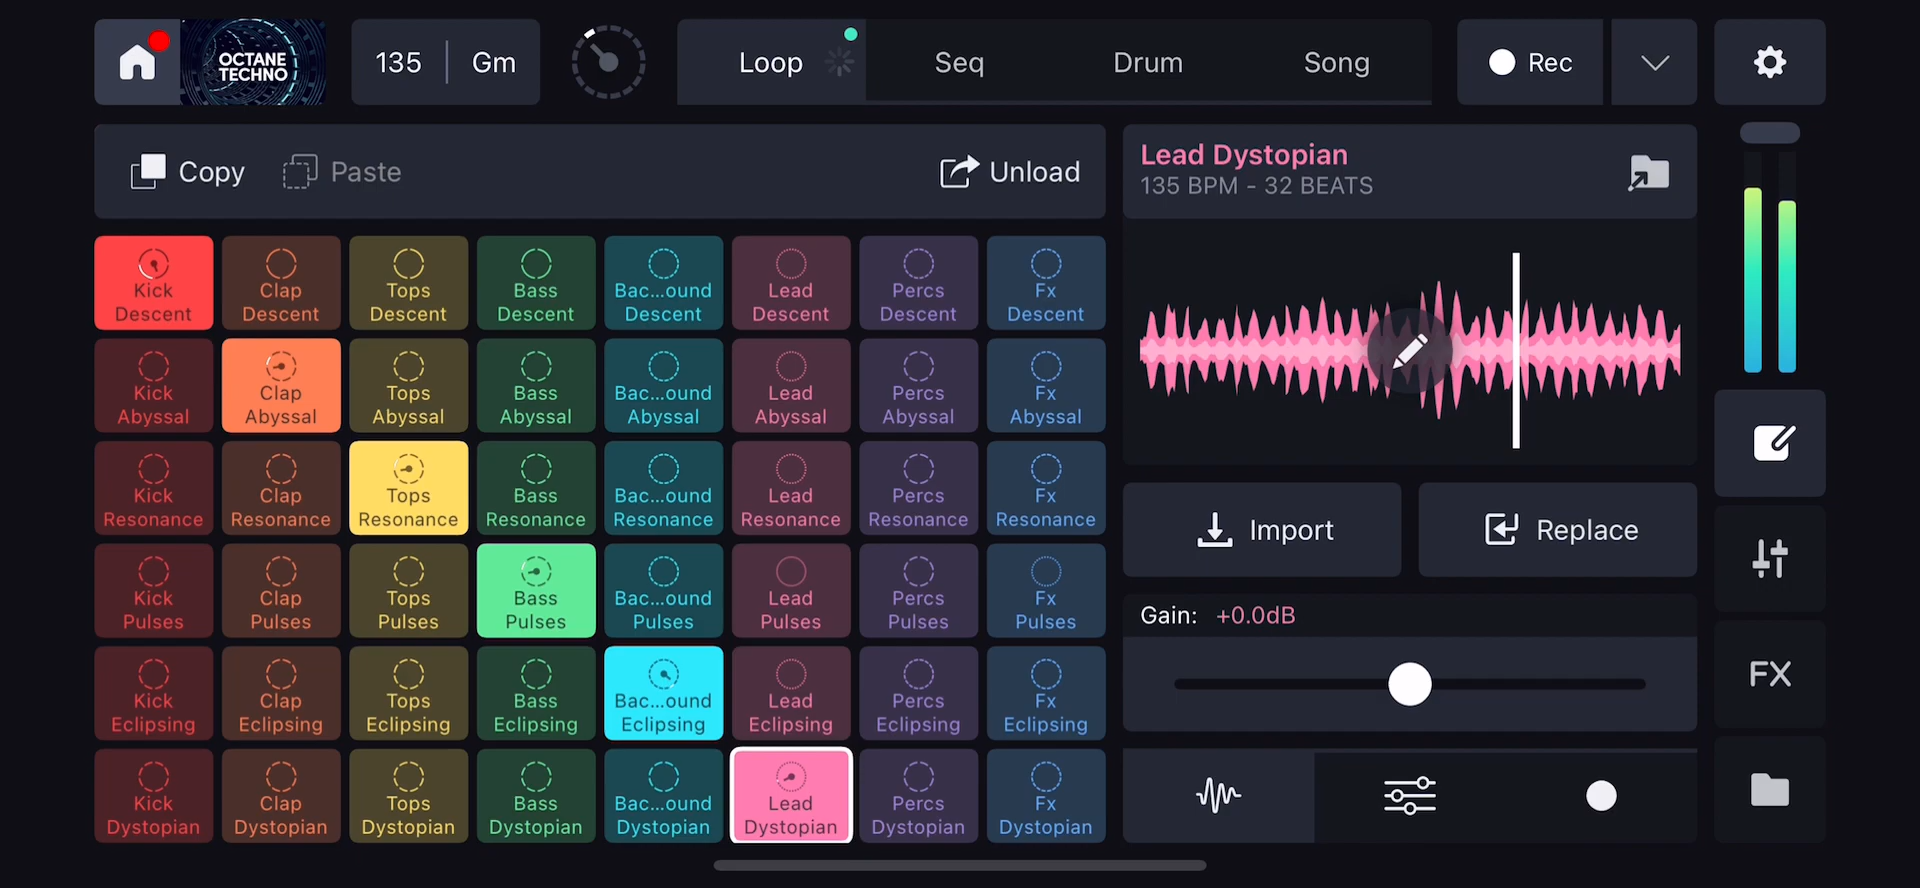 OCTANE
TECHNO
135
Gm
Loop
Seq
Drum
Song
Rec
Copy
Paste
Unload
Lead Dystopian
135 BPM - 32 BEATS
Kick
Descent
Clap
Descent
Tops
Descent
Bass
Descent
Bac...ound
Descent
Lead
Descent
Percs
Descent
Fx
Descent
Kick
Abyssal
Clap
Abyssal
Tops
Abyssal
Bass
Abyssal
Bac...ound
Abyssal
Lead
Abyssal
Percs
Abyssal
Fx
Abyssal
Kick
Resonance
Clap
Resonance
Tops
Resonance
Bass
Resonance
Bac...ound
Resonance
Lead
Resonance
Percs
Resonance
Fx
Resonance
Import
Replace
Kick
Pulses
Clap
Pulses
Tops
Pulses
Bass
Pulses
Bac...ound
Pulses
Lead
Pulses
Percs
Pulses
Fx
Pulses
Gain: +0.0dB
FX
Kick
Eclipsing
Clap
Eclipsing
Tops
Eclipsing
Bass
Eclipsing
Bac...ound
Eclipsing
Lead
Eclipsing
Percs
Eclipsing
Fx
Eclipsing
Kick
Dystopian
Clap
Dystopian
Tops
Dystopian
Bass
Dystopian
Bac...ound
Dystopian
Lead
Dystopian
Percs
Dystopian
Fx
Dystopian